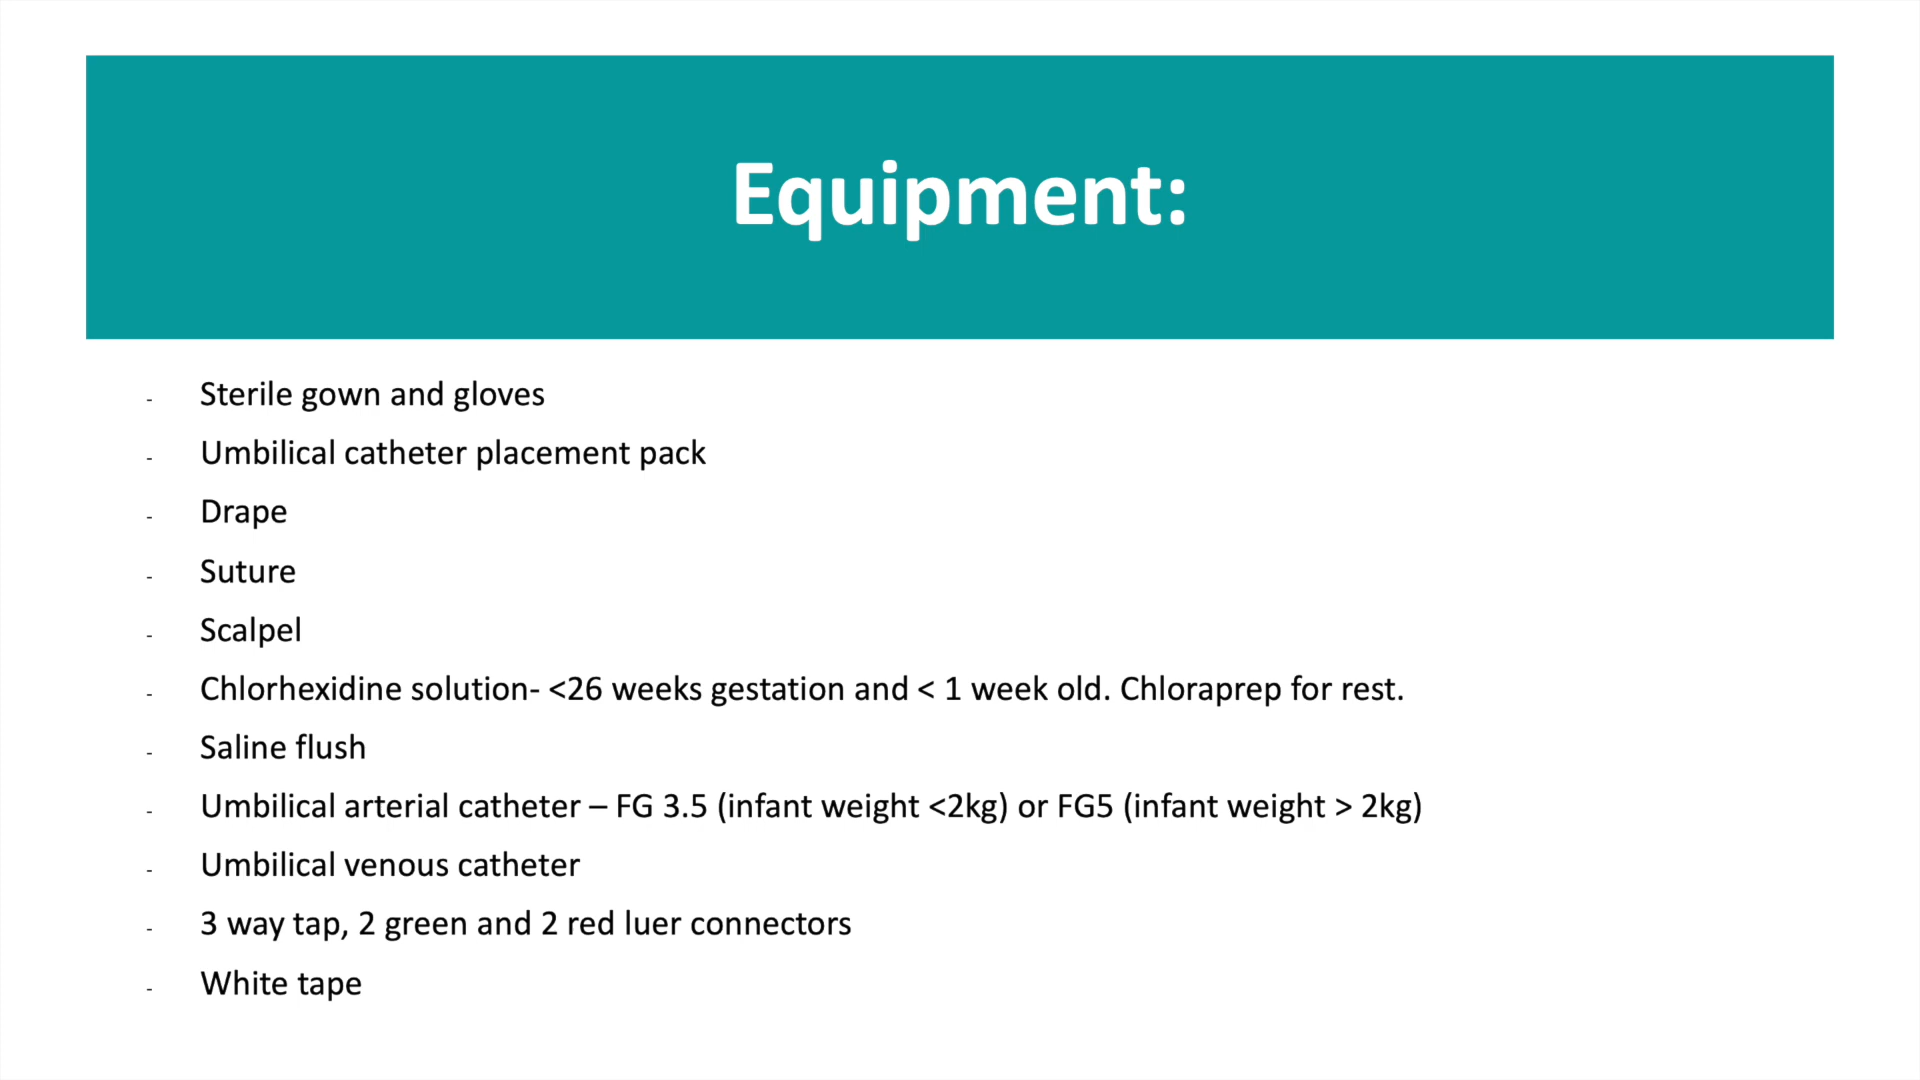 Equipment:
- Sterile gown and gloves
- Umbilical catheter placement pack
- Drape
- Suture
- Scalpel
- Chlorhexidine solution- <26 weeks gestation and < 1 week old. Chloraprep for rest.
- Saline flush
- Umbilical arterial catheter – FG 3.5 (infant weight <2kg) or FG5 (infant weight > 2kg)
- Umbilical venous catheter
- 3 way tap, 2 green and 2 red luer connectors
- White tape